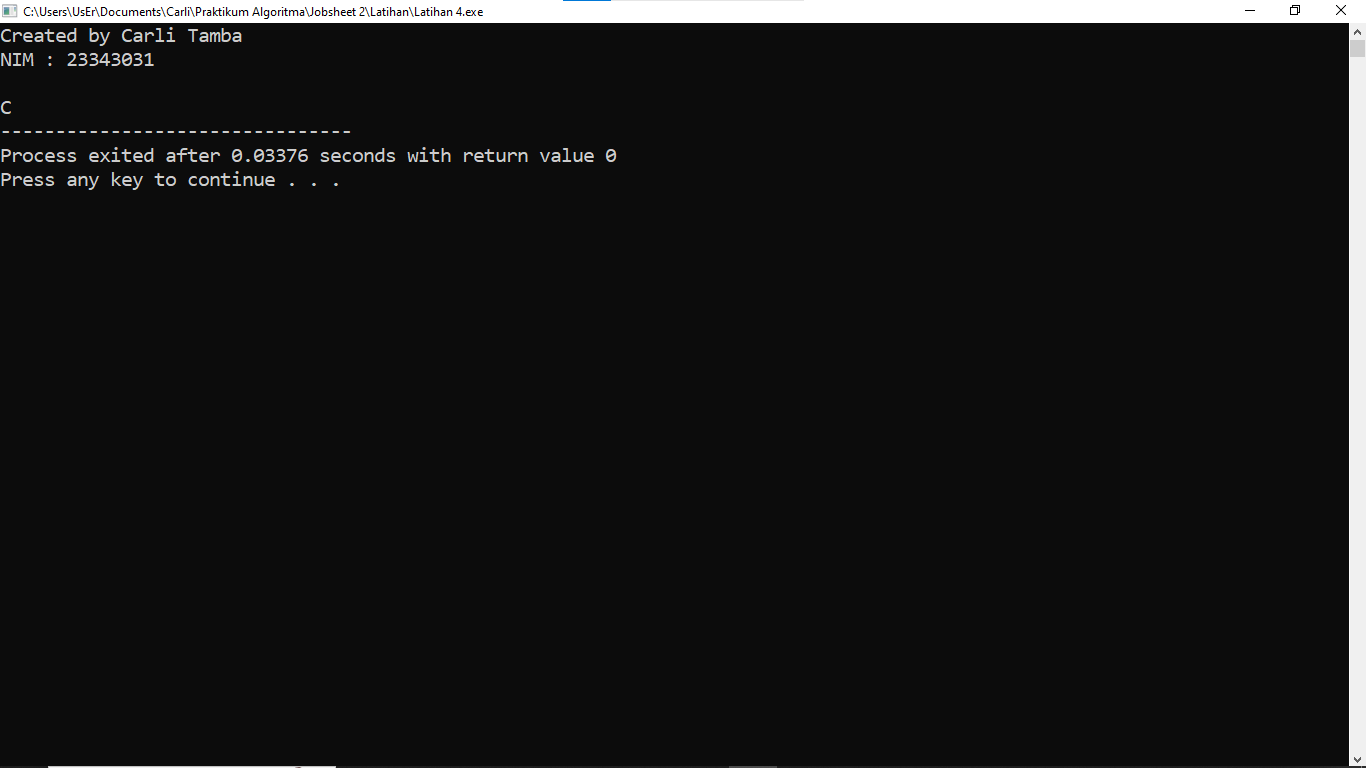 C:\Users\UsEr\Documents\Carli\Praktikum Algoritma\Jobsheet 2\Latihan\Latihan 4.exe
Created by Carli Tamba
NIM : 23343031
C
--------------------------------
Process exited after 0.03376 seconds with return value 0
Press any key to continue . . .